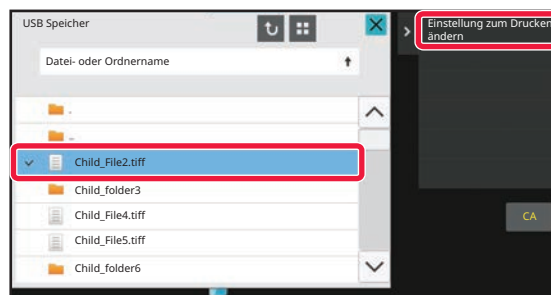 USB Speicher
Einstellung zum Drucken
ändern
Datei- oder Ordnername
.
..
Child_File2.tiff
Child_folder3
Child_File4.tiff
Child_File5.tiff
Child_folder6
CA